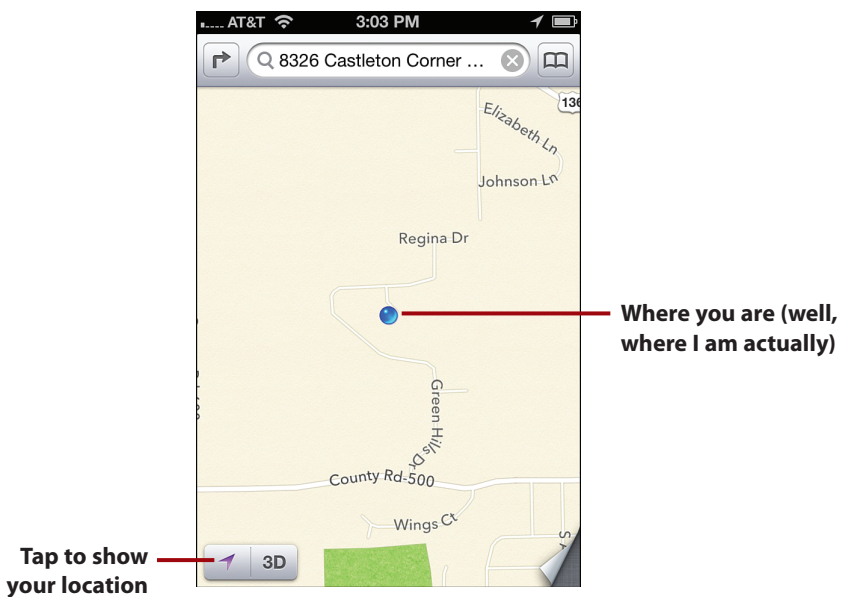 AT&T
3:03 PM
8326 Castleton Corner ...
136
Elizabeth Ln
Johnson Ln
Regina Dr
Where you are (well,
where I am actually)
Green Hills Dr
County Rd-500
Wings Ct
Tap to show
your location
3D